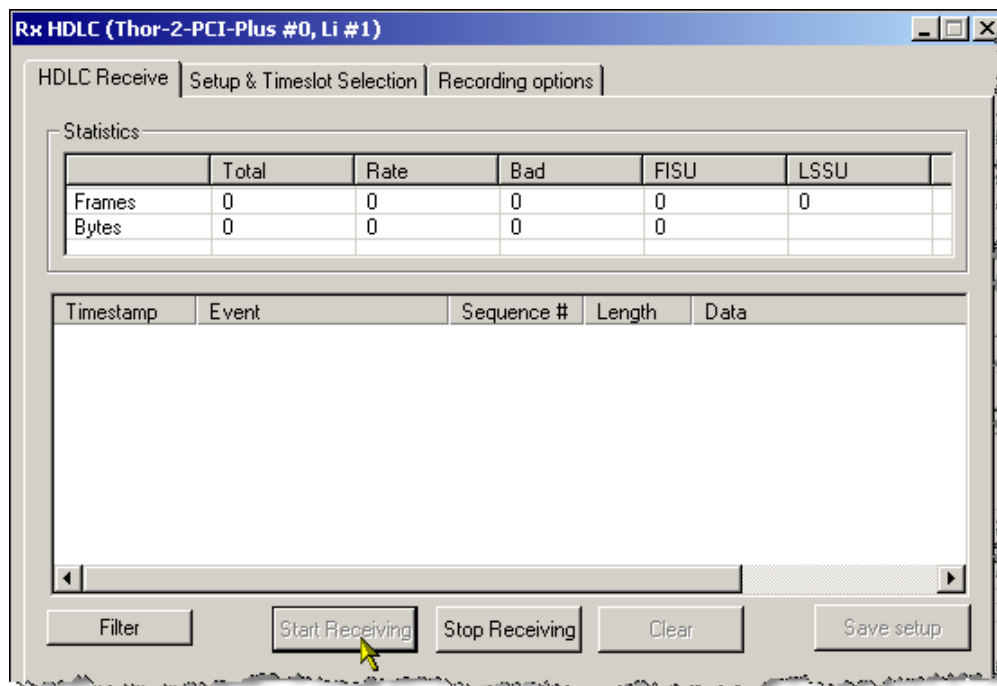 Rx HDLC (Thor-2-PCI-Plus #0, Li #1)
HDLC Receive Setup & Timeslot Selection Recording options
Statistics
Total Rate Bad FISU LSSU
Frames 0 0 0 0 0
Bytes 0 0 0 0
Timestamp Event Sequence # Length Data
Filter Start Receiving Stop Receiving Clear Save setup